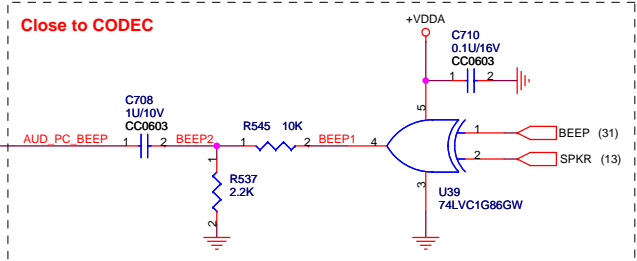 Close to CODEC
+VDDA
C710
0.1U/16V
CC0603
1 2
5
C708
1U/10V
CC0603
AUD_PC_BEEP 1 2 BEEP2
R545 10K
1 2 BEEP1 4
1 BEEP (31)
2 SPKR (13)
1
R537
2.2K
2
3
U39
74LVC1G86GW